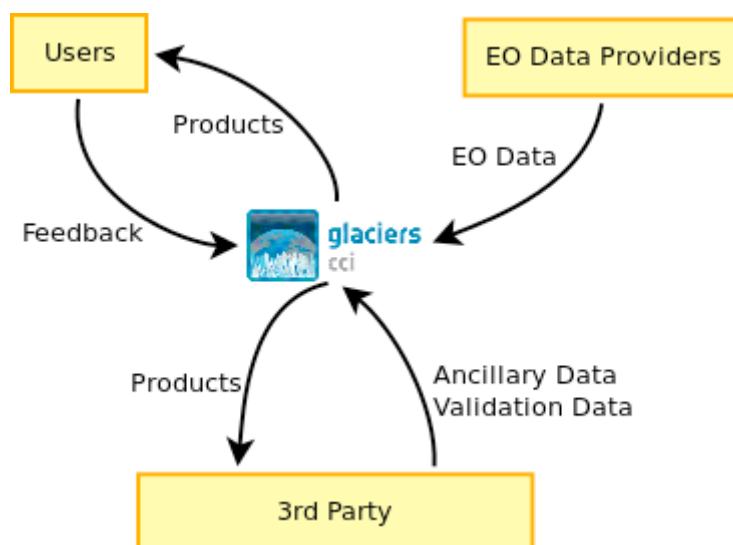 Users
EO Data Providers
Products
EO Data
Feedback
glaciers
cci
Products
Ancillary Data
Validation Data
3rd Party